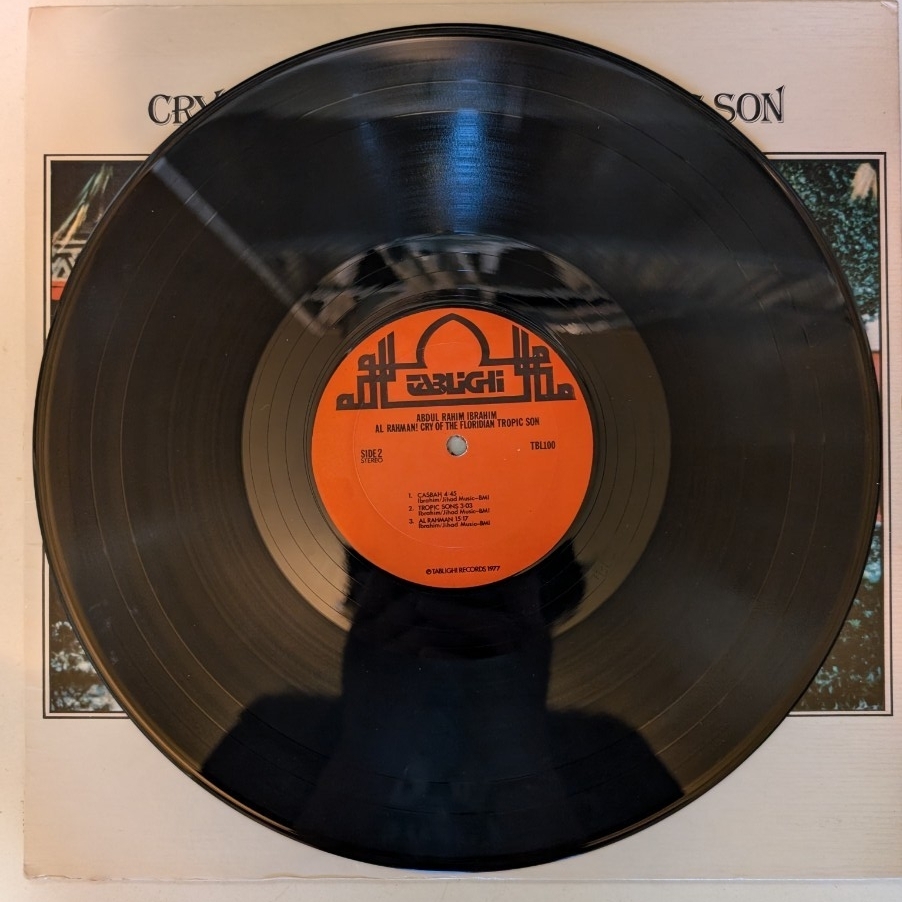 CRY
SON
TABLIGHI
ABDUL RAHIM IBRAHIM
AL RAHMAN! CRY OF THE FLORIDIAN TROPIC SON
SIDE 2
STEREO
TBL100
1. CASBAH 4:45
Ibrahim/Jihad Music-BMI
2. TROPIC SONS 3:03
Ibrahim/Jihad Music-BMI
3. AL RAHMAN 15:17
Ibrahim/Jihad Music-BMI
℗ TABLIGHI RECORDS 1977